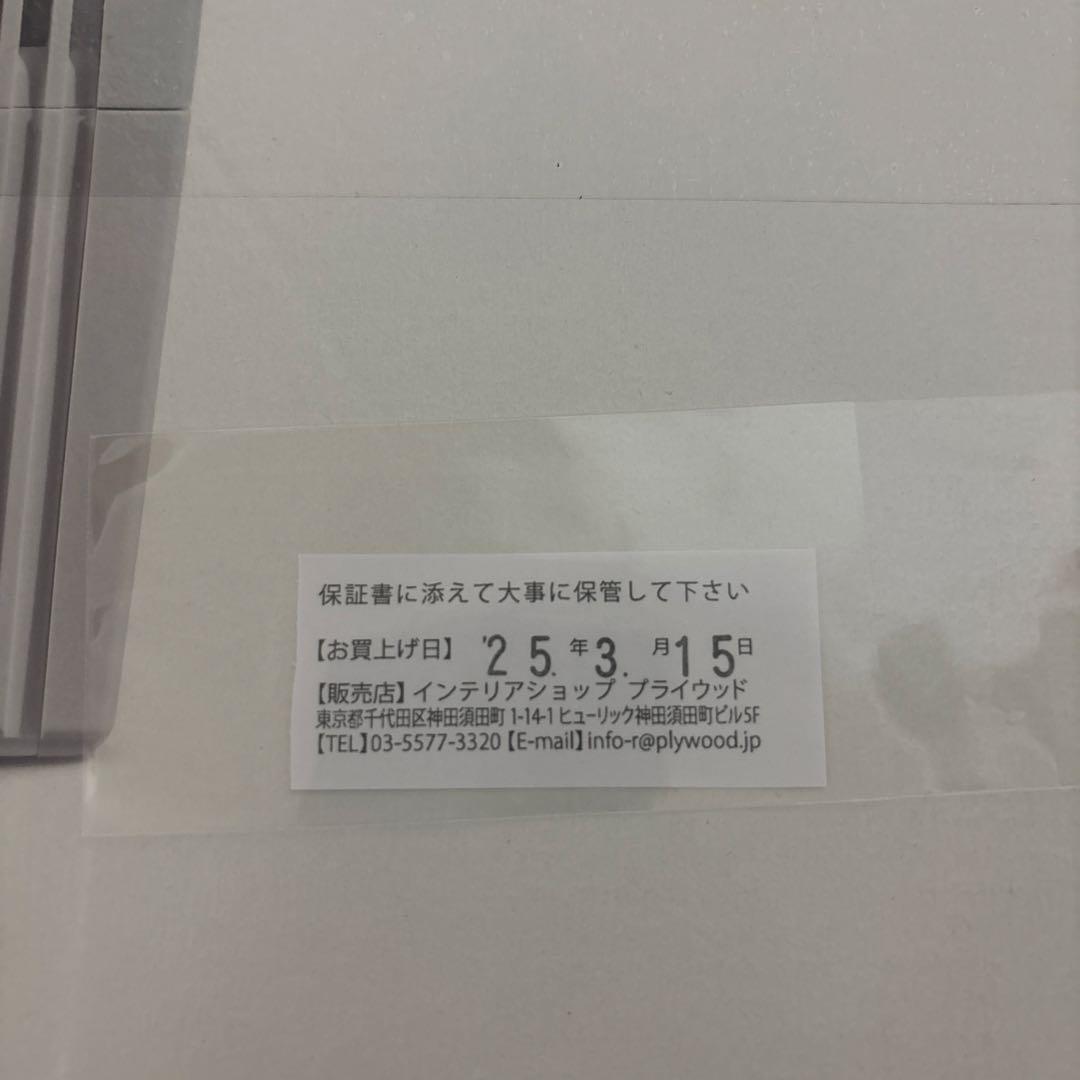 保証書に添えて大事に保管して下さい
【お買上げ日】 '25.年3.月15日
【販売店】インテリアショップ プライウッド
東京都千代田区神田須田町1-14-1ヒューリック神田須田町ビル5F
【TEL】03-5577-3320【E-mail】info-r@plywood.jp